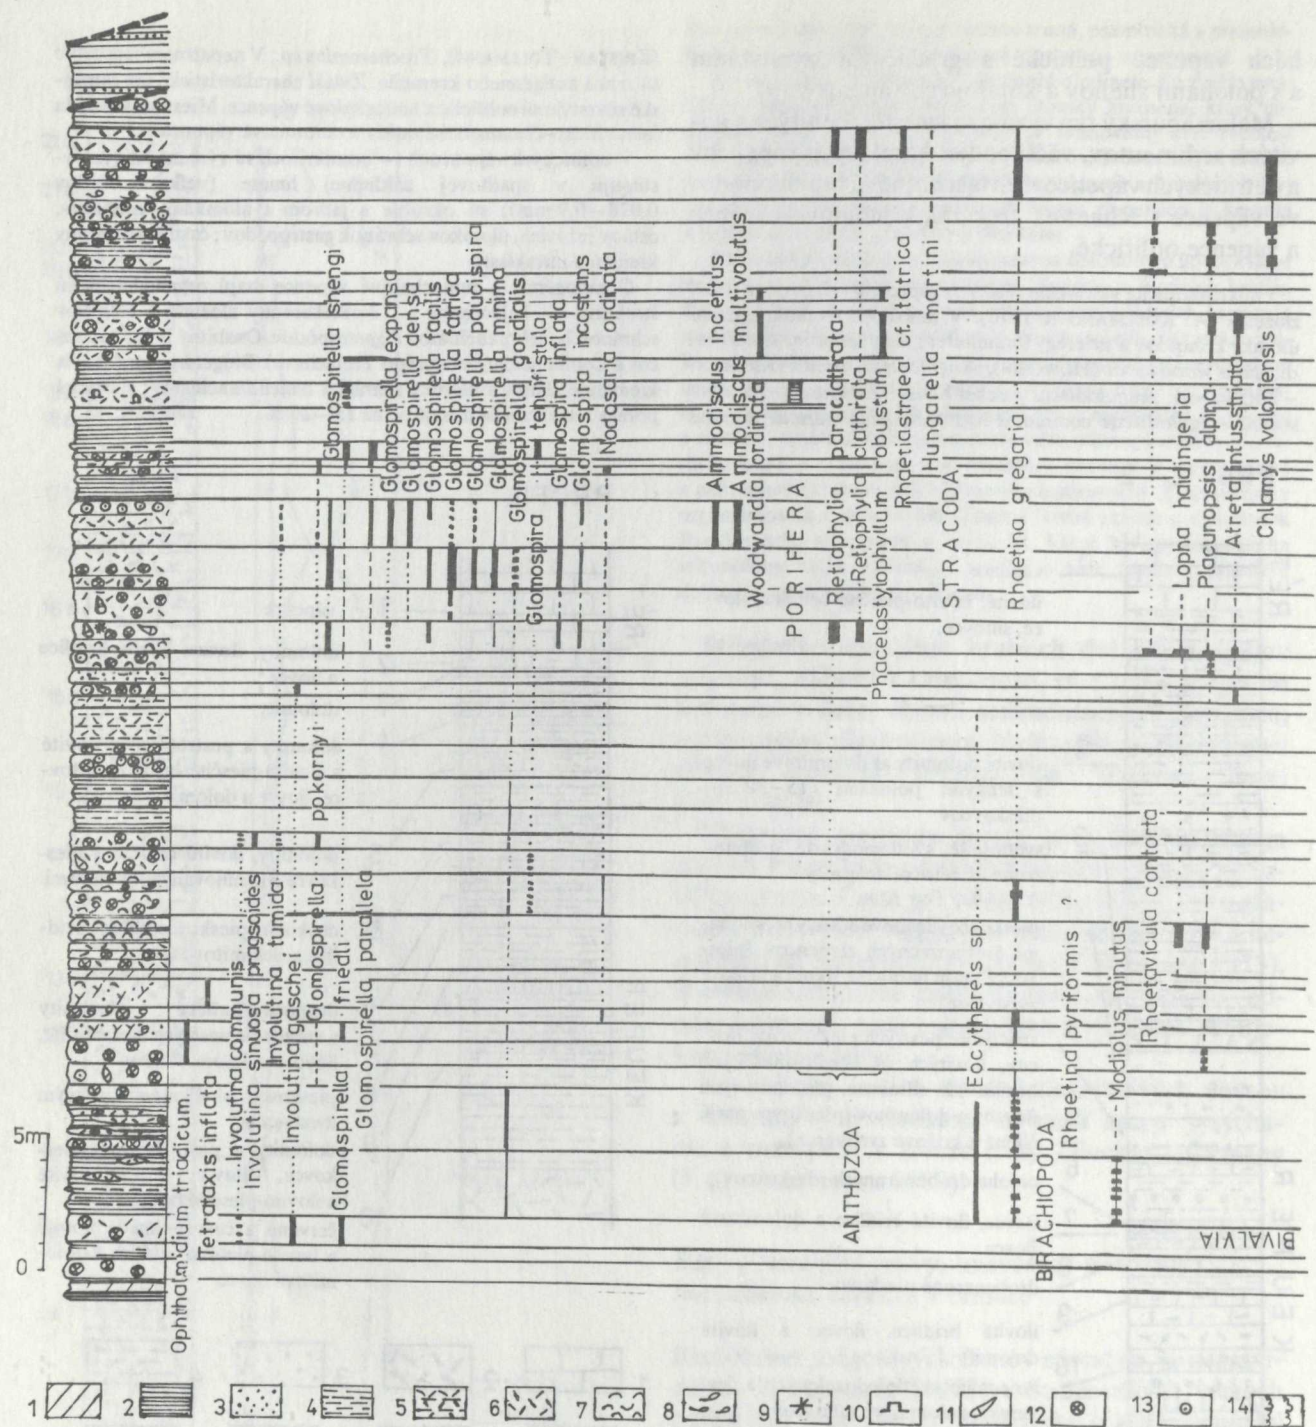 5m
0
Ophthalmidium triadicum
Tetrataxis inflata
Involutina communis
Involutina sinuosa pragsoides
Involutina tumida
Involutina gaschei
Glomospirella pokornyi
Glomospirella friedli
Glomospirella parallela
Glomospirella shengi
Glomospirella expansa
Glomospirella densa
Glomospirella facilis
Glomospirella tatrica
Glomospirella paucispira
Glomospirella minima
Glomospirella gordialis
Glomospira tenuifistula
Glomospira inflata
Glomospira incostans
Nodosaria ordinata
Ammodiscus incertus
Ammodiscus multivolutus
Woodwardia ordinata
PORIFERA
ANTHOZOA
Retiophylia paraclathrata
Retiophylia clathrata
Phacelostylophyllum robustum
Rhaetiastraea cf. tatrica
Hungarella martini
OSTRACODA
Eocythareis sp.
Rhaetina gregaria
BIRACHIOPODA
Rhaetina pyriformis ?
Modiolus minutus
Rhaetavicula contorta
Lopha haidingeria
Placunopsis alpina
Atreta intusstriata
Chlamys valoniensis
BIVALVIA
1 2 3 4 5 6 7 8 9 10 11 12 13 14